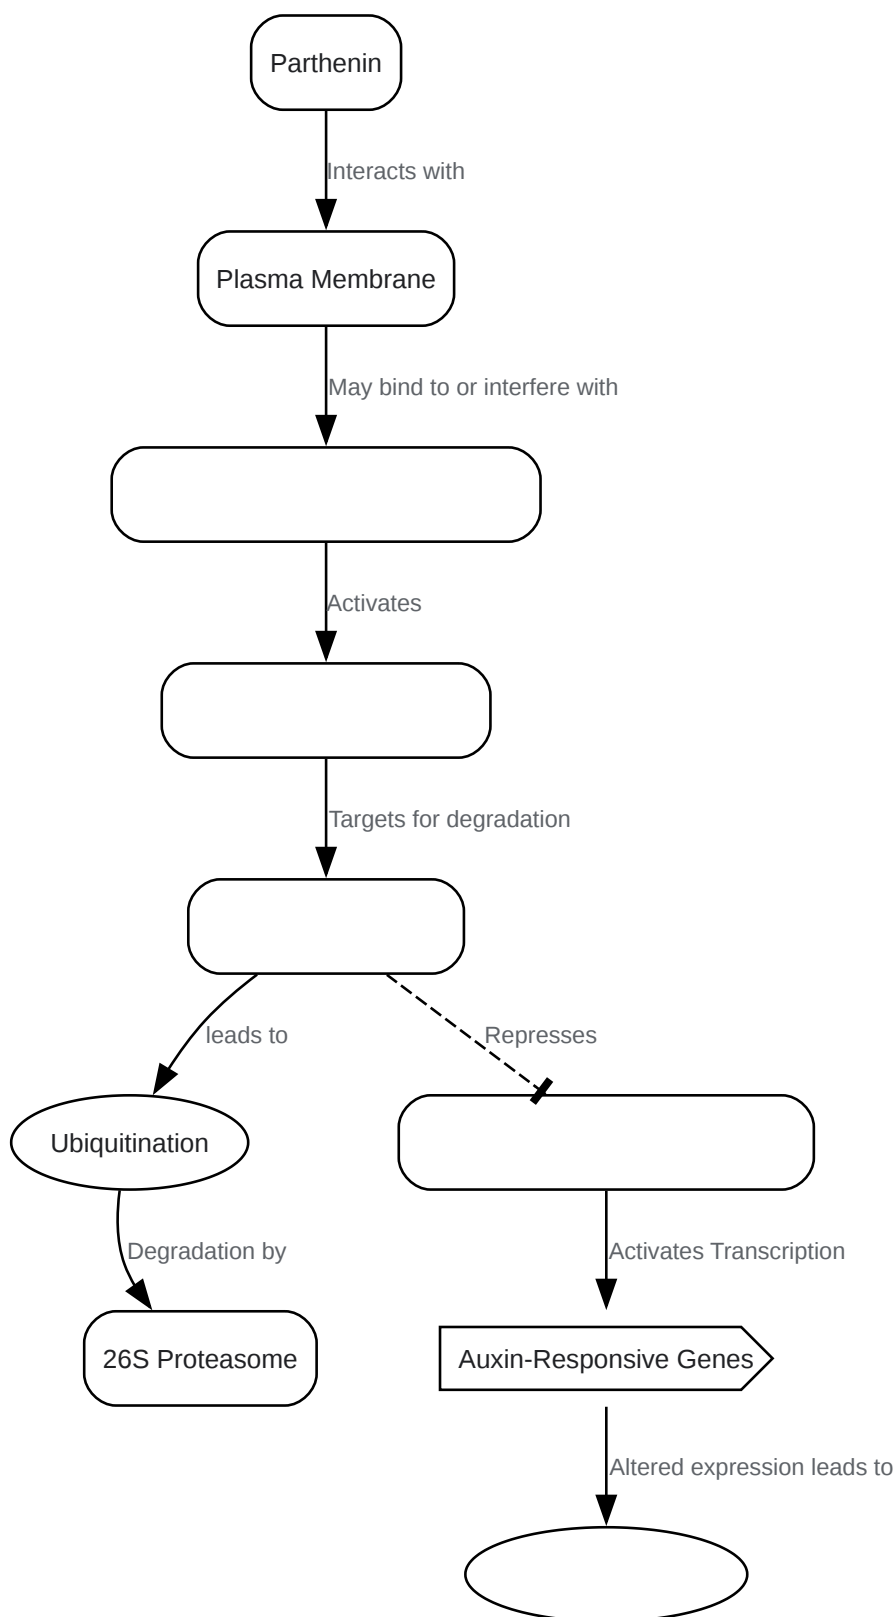 Parthenin
Interacts with
Plasma Membrane
May bind to or interfere with
Activates
Targets for degradation
leads to
Represses
Ubiquitination
Degradation by
Activates Transcription
26S Proteasome
Auxin-Responsive Genes
Altered expression leads to